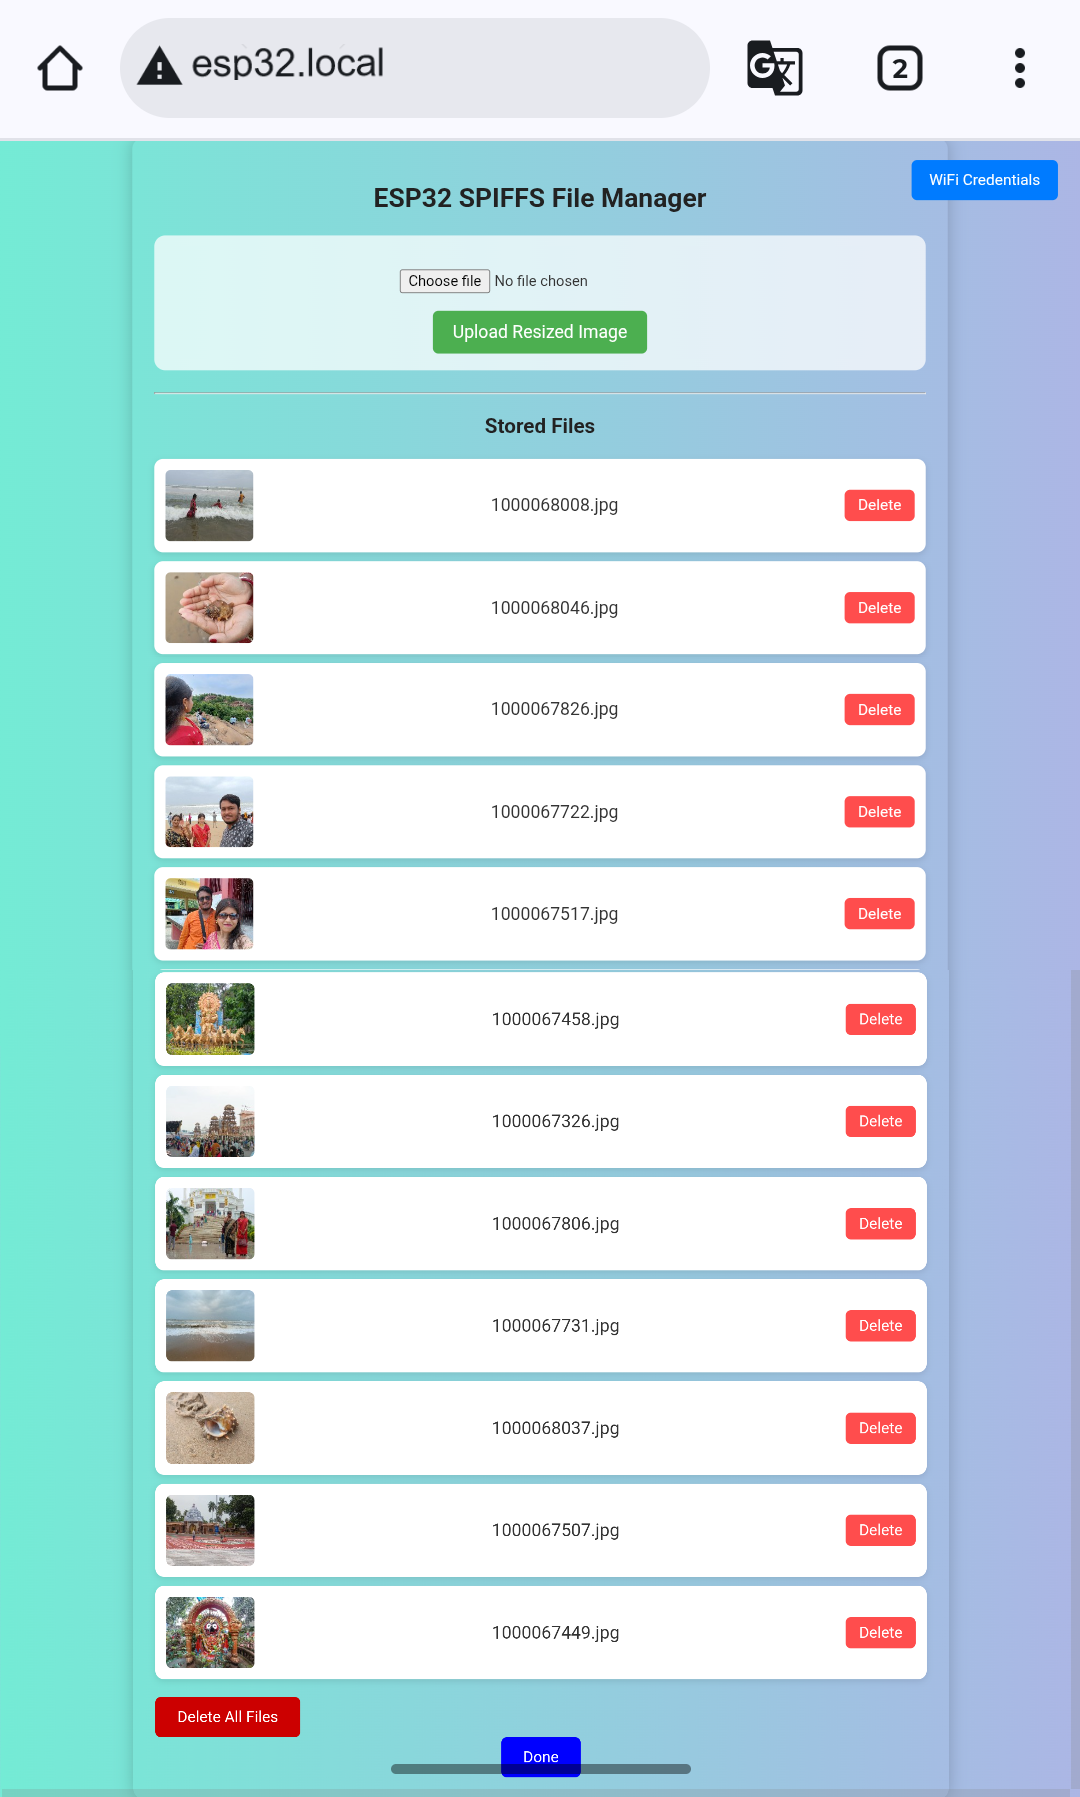 esp32.local
2
WiFi Credentials
ESP32 SPIFFS File Manager
Choose file No file chosen
Upload Resized Image
Stored Files
1000068008.jpg Delete
1000068046.jpg Delete
1000067826.jpg Delete
1000067722.jpg Delete
1000067517.jpg Delete
1000067458.jpg Delete
1000067326.jpg Delete
1000067806.jpg Delete
1000067731.jpg Delete
1000068037.jpg Delete
1000067507.jpg Delete
1000067449.jpg Delete
Delete All Files
Done